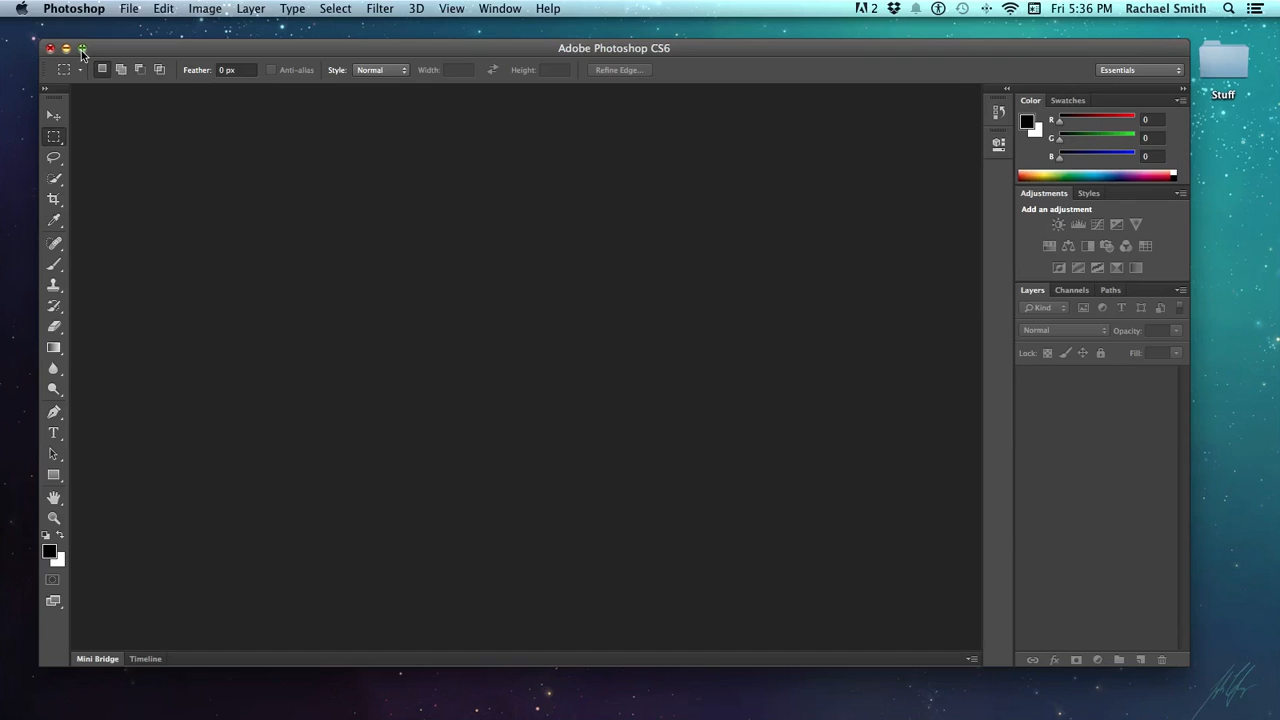 Photoshop File Edit Image Layer Type Select Filter 3D View Window Help 2 Fri 5:36 PM Rachael Smith
Adobe Photoshop CS6
Feather: 0 px Anti-alias Style: Normal Width: Height: Refine Edge... Essentials
Stuff
Color Swatches
R 0
G 0
B 0
Adjustments Styles
Add an adjustment
Layers Channels Paths
Kind T
Normal Opacity:
Lock: Fill:
T
Mini Bridge Timeline
fx